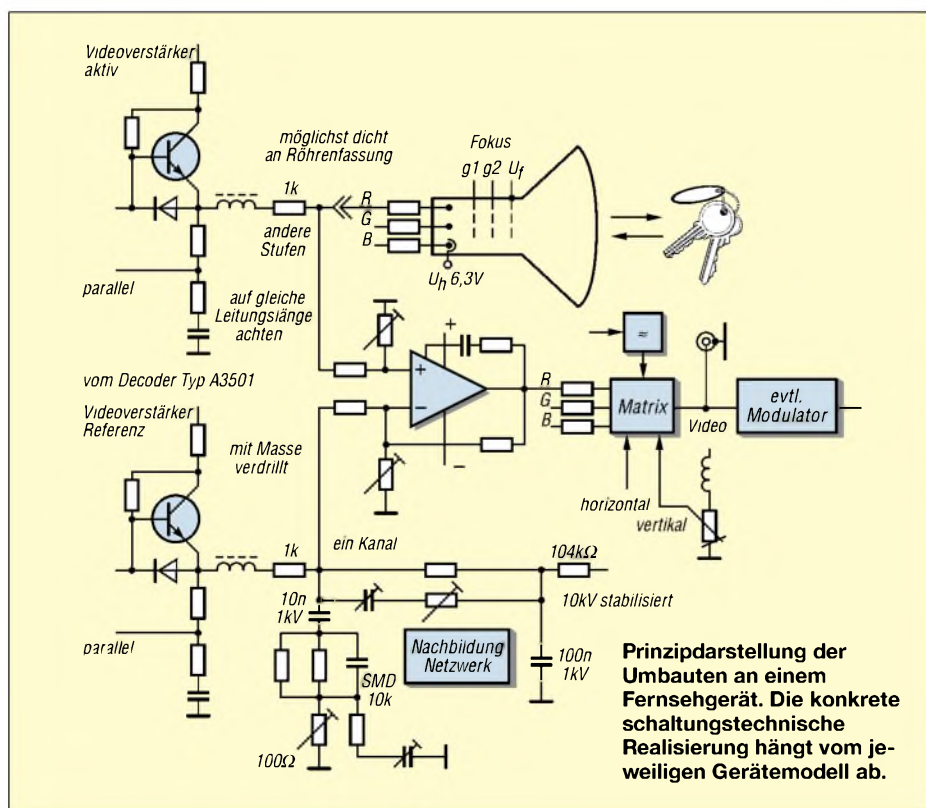 Videoverstärker
aktiv
möglichst dicht
an Röhrenfassung
Fokus
g1 g2 Uf
1k
R
G
B
andere
Stufen
Uh 6,3V
parallel
auf gleiche
Leitungslänge
achten
vom Decoder Typ A3501
+
+
−
−
≈
R
G
B
Matrix
Video
evtl.
Modulator
Videoverstärker
Referenz
mit Masse
verdrillt
horizontal
vertikal
1k
ein Kanal
104kΩ
10kV stabilisiert
10n
1kV
parallel
Nachbildung
Netzwerk
100n
1kV
SMD
10k
100Ω
Prinzipdarstellung der
Umbauten an einem
Fernsehgerät. Die konkrete
schaltungstechnische
Realisierung hängt vom je-
weiligen Gerätemodell ab.